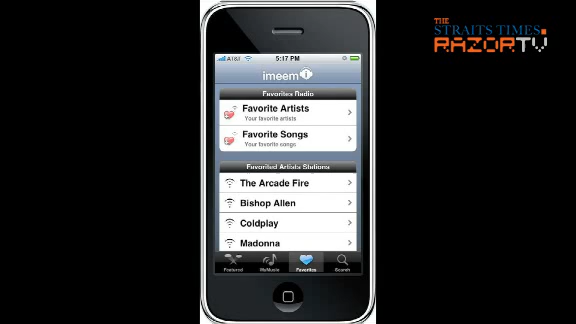 THE
STRAITS TIMES
RAZORTV
AT&T
5:17 PM
imeem
Favorites Radio
Favorite Artists
Your favorite artists
Favorite Songs
Your favorite songs
Favorited Artists Stations
The Arcade Fire
Bishop Allen
Coldplay
Madonna
Featured
MyMusic
Favorites
Search